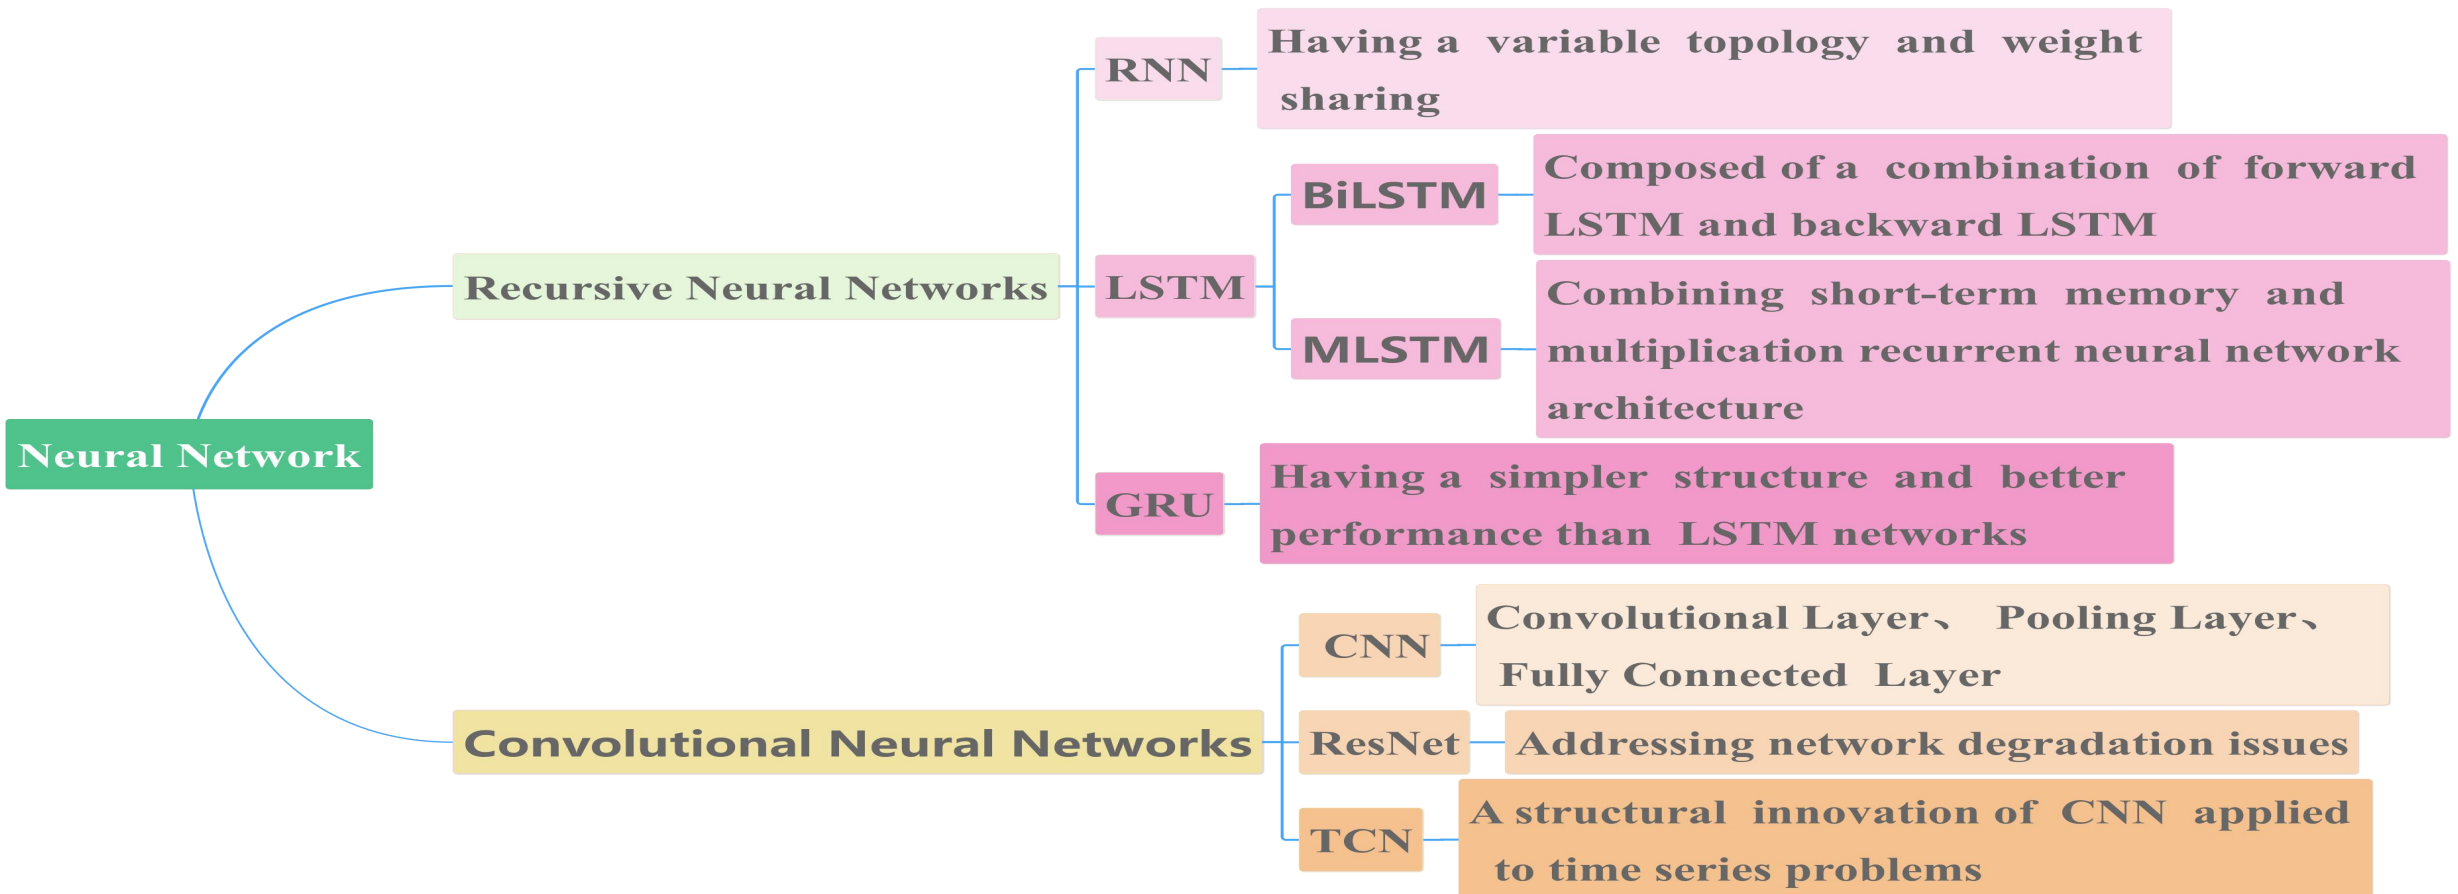 Neural Network
Recursive Neural Networks
RNN
Having a variable topology and weight
sharing
LSTM
BiLSTM
Composed of a combination of forward
LSTM and backward LSTM
MLSTM
Combining short-term memory and
multiplication recurrent neural network
architecture
GRU
Having a simpler structure and better
performance than LSTM networks
Convolutional Neural Networks
CNN
Convolutional Layer、 Pooling Layer、
Fully Connected Layer
ResNet
Addressing network degradation issues
TCN
A structural innovation of CNN applied
to time series problems